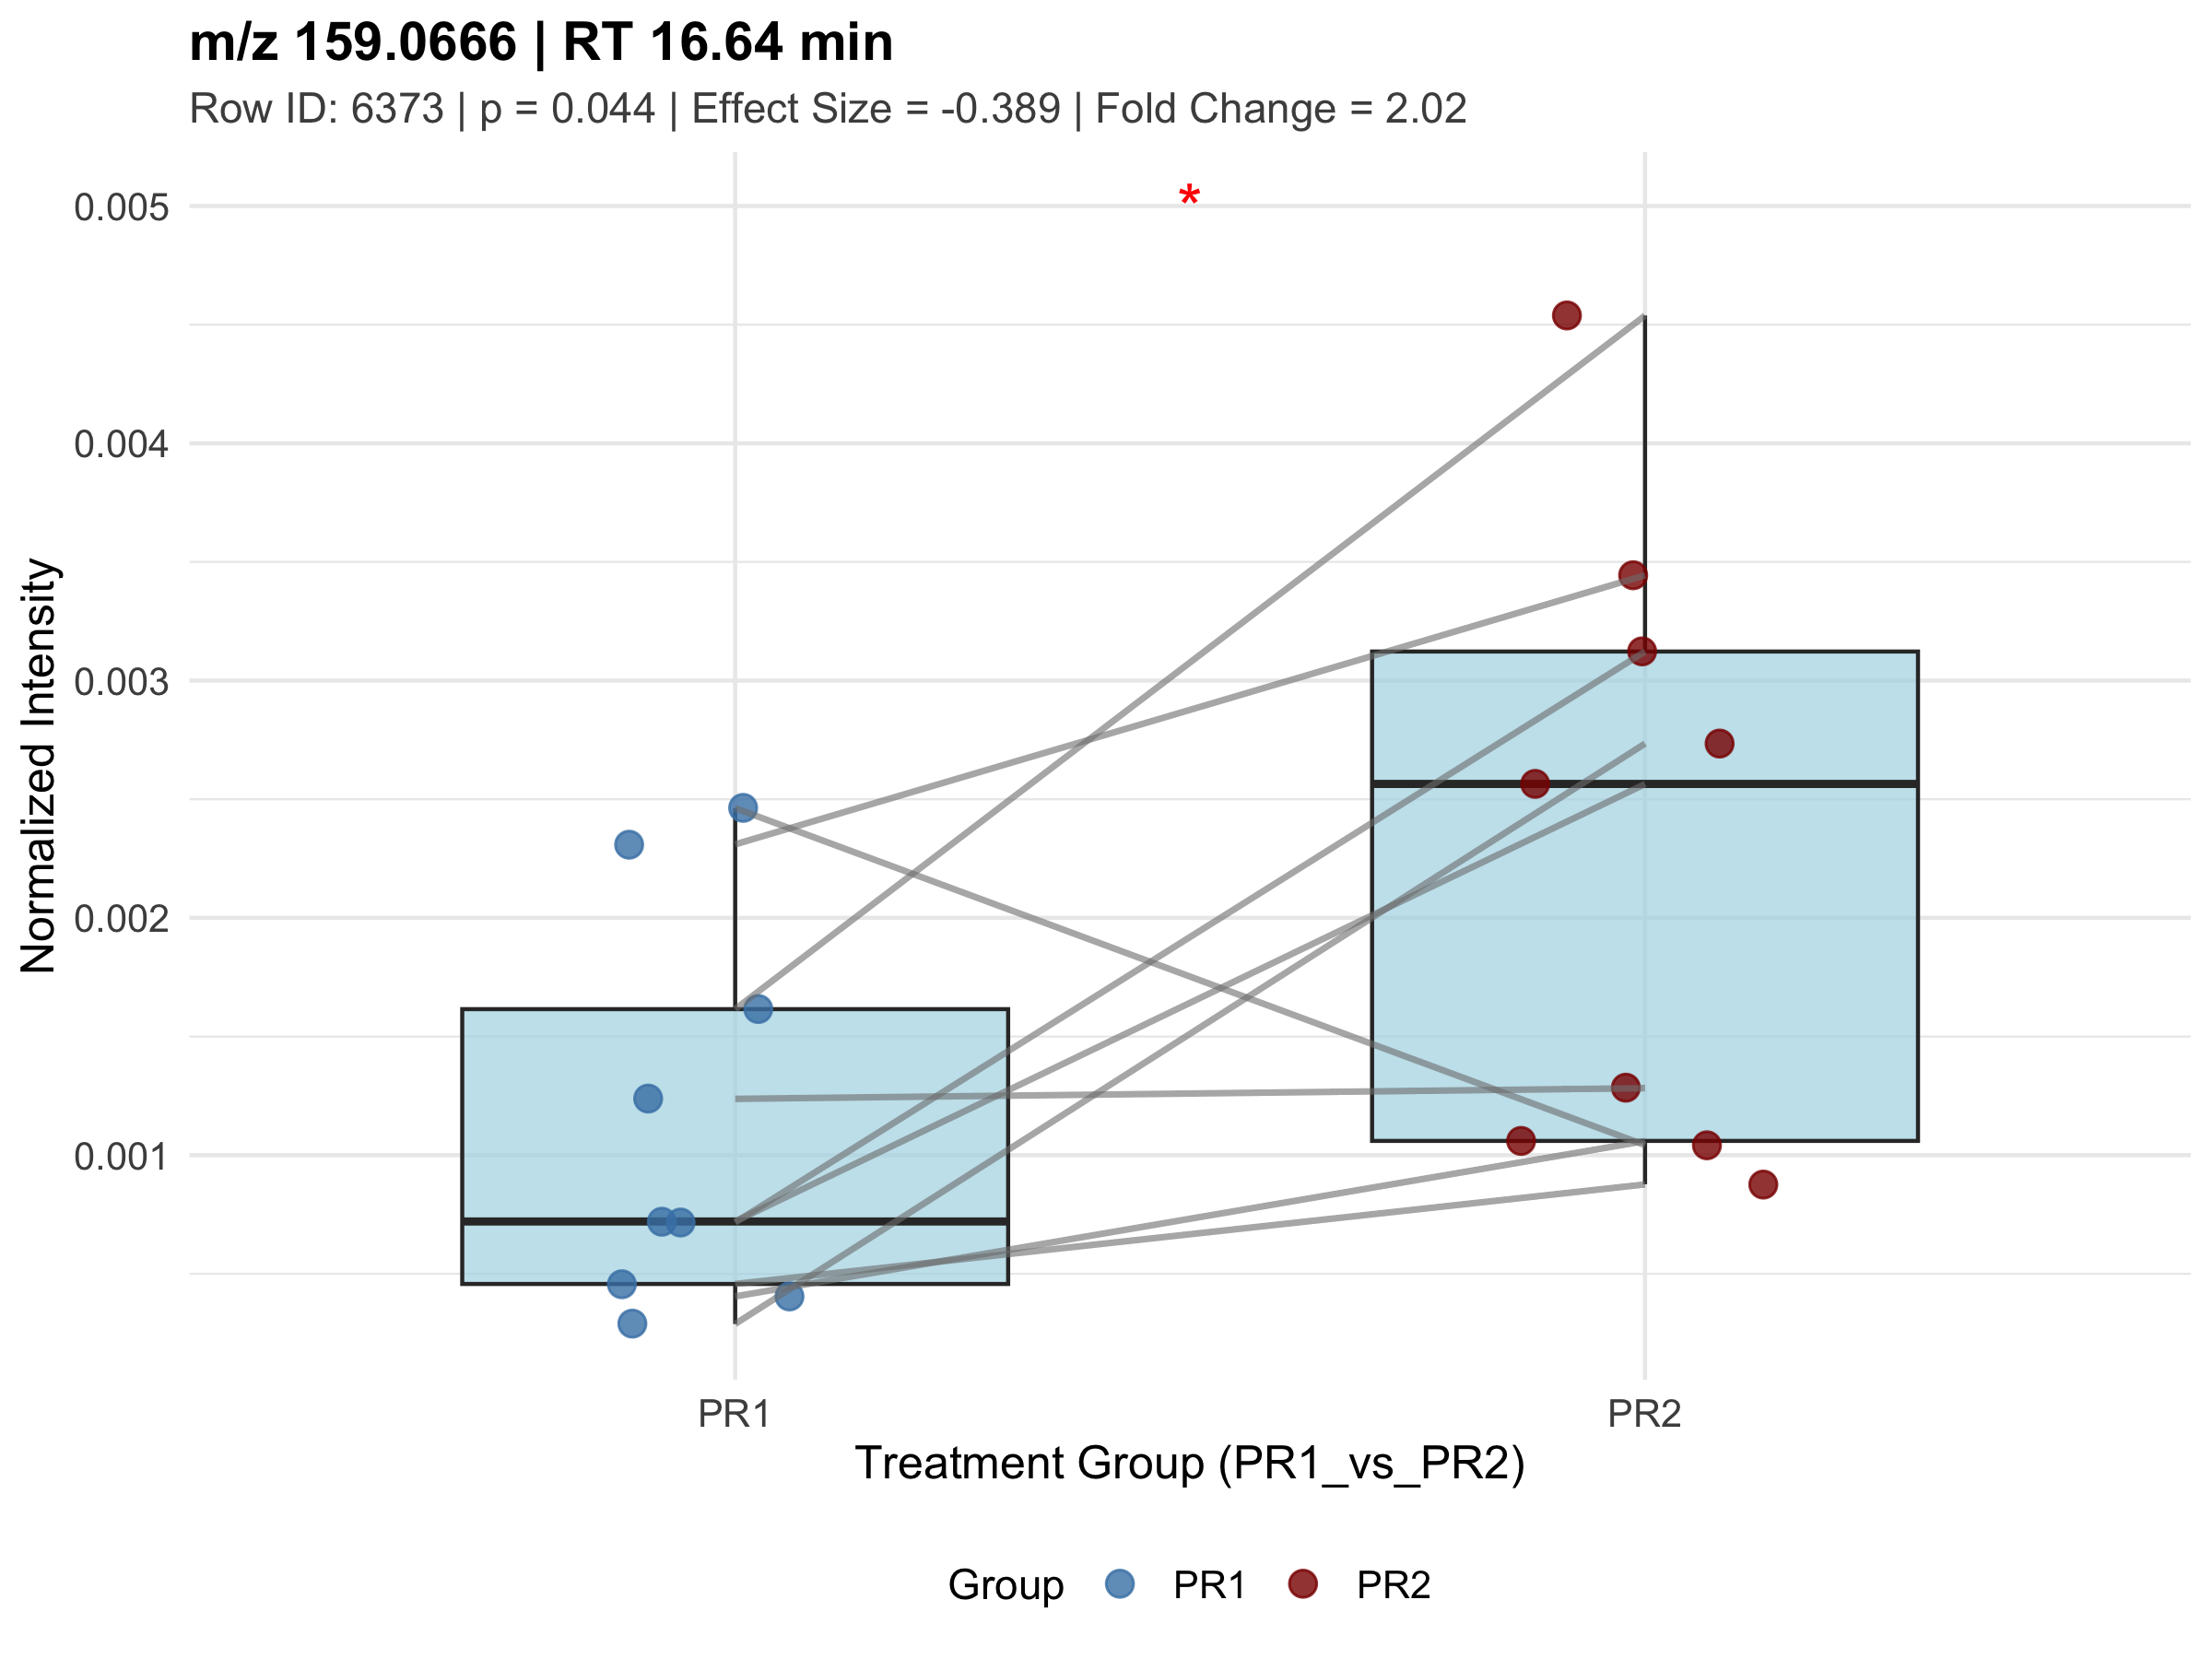 m/z 159.0666 | RT 16.64 min
Row ID: 6373 | p = 0.044 | Effect Size = -0.389 | Fold Change = 2.02
*
0.005
0.004
0.003
0.002
0.001
Normalized Intensity
PR1 PR2
Treatment Group (PR1_vs_PR2)
Group PR1 PR2